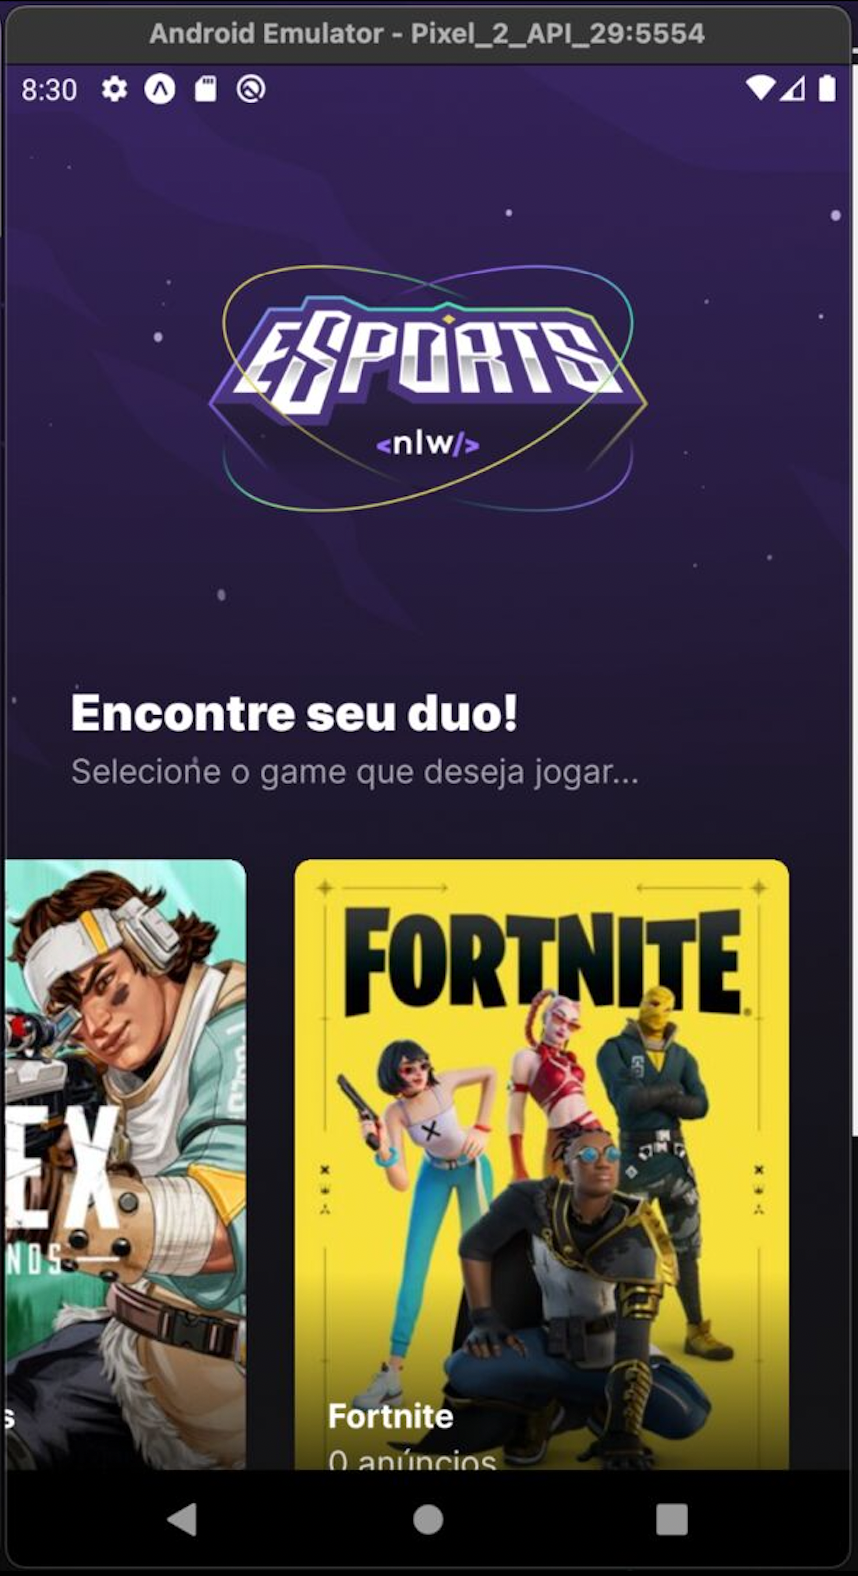 Android Emulator - Pixel_2_API_29:5554
8:30
ESPORTS
<nlw/>
Encontre seu duo!
Selecione o game que deseja jogar...
FORTNITE
EX
NDS
s
Fortnite
0 anúncios